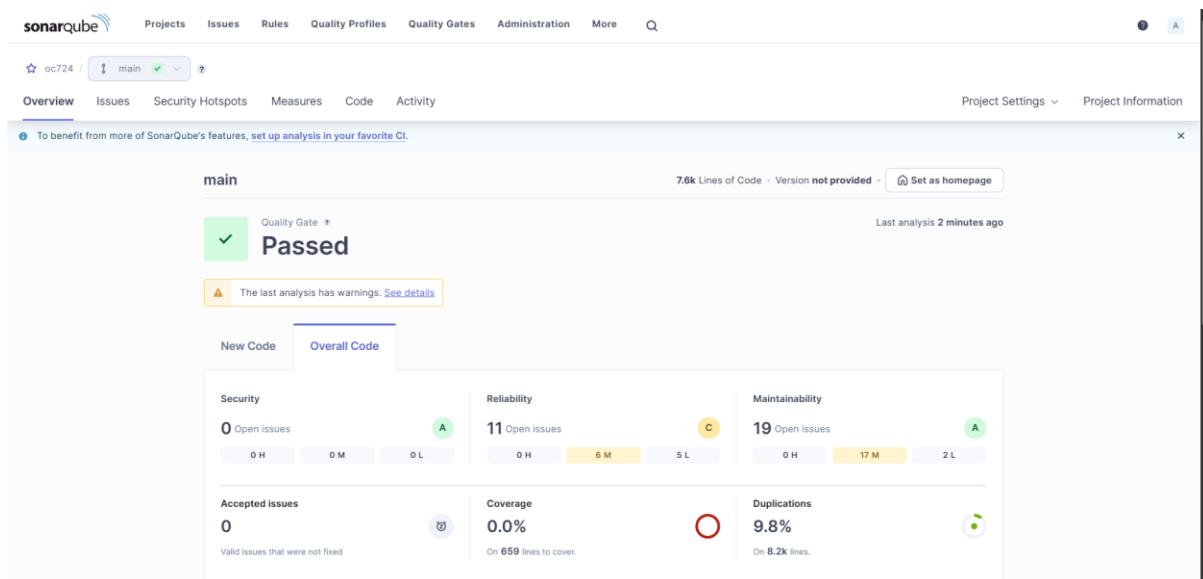 sonarqube Projects Issues Rules Quality Profiles Quality Gates Administration More ? A
oc724 / main ?
Overview Issues Security Hotspots Measures Code Activity Project Settings Project Information
To benefit from more of SonarQube's features, set up analysis in your favorite CI.
main 7.6k Lines of Code • Version not provided • Set as homepage
Quality Gate ? Last analysis 2 minutes ago
Passed
The last analysis has warnings. See details
New Code Overall Code
Security Reliability Maintainability
0 Open issues A 11 Open issues C 19 Open issues A
0 H 0 M 0 L 0 H 6 M 5 L 0 H 17 M 2 L
Accepted issues Coverage Duplications
0 0.0% 9.8%
Valid issues that were not fixed On 659 lines to cover. On 8.2k lines.